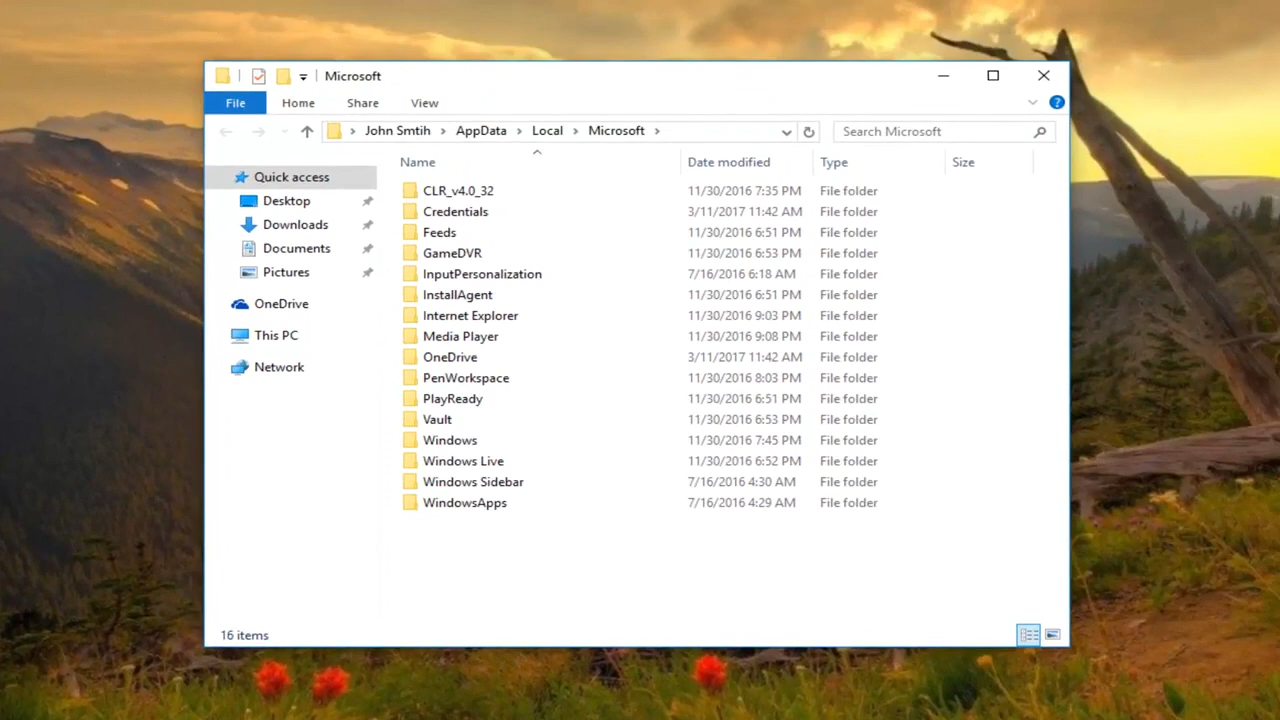 Microsoft
File Home Share View
John Smtih AppData Local Microsoft Search Microsoft
Name Date modified Type Size
Quick access
Desktop
Downloads
Documents
Pictures
OneDrive
This PC
Network
CLR_v4.0_32 11/30/2016 7:35 PM File folder
Credentials 3/11/2017 11:42 AM File folder
Feeds 11/30/2016 6:51 PM File folder
GameDVR 11/30/2016 6:53 PM File folder
InputPersonalization 7/16/2016 6:18 AM File folder
InstallAgent 11/30/2016 6:51 PM File folder
Internet Explorer 11/30/2016 9:03 PM File folder
Media Player 11/30/2016 9:08 PM File folder
OneDrive 3/11/2017 11:42 AM File folder
PenWorkspace 11/30/2016 8:03 PM File folder
PlayReady 11/30/2016 6:51 PM File folder
Vault 11/30/2016 6:53 PM File folder
Windows 11/30/2016 7:45 PM File folder
Windows Live 11/30/2016 6:52 PM File folder
Windows Sidebar 7/16/2016 4:30 AM File folder
WindowsApps 7/16/2016 4:29 AM File folder
16 items